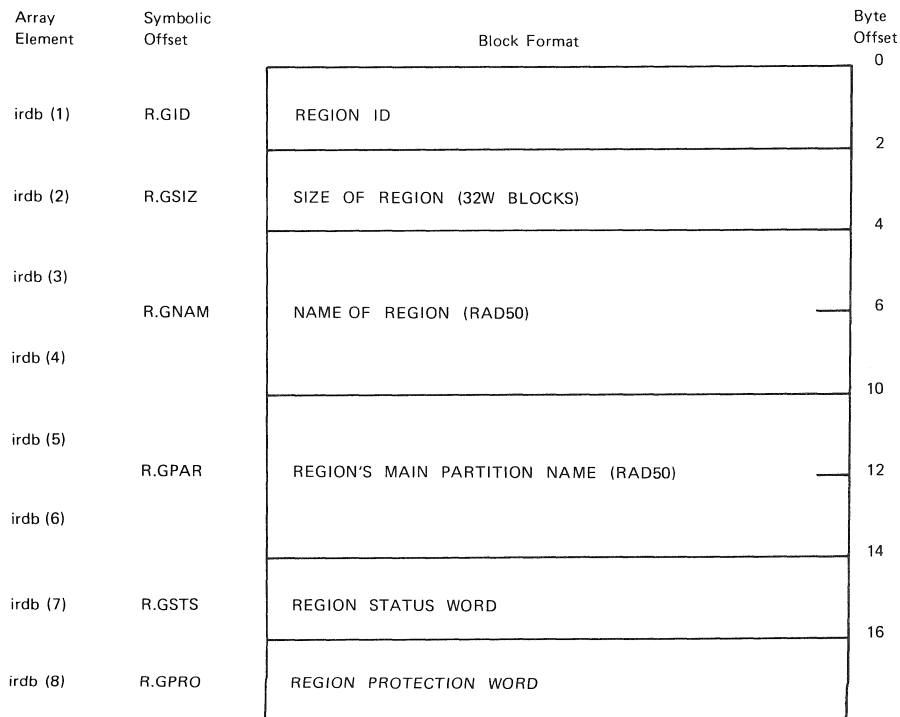 Array Symbolic Byte
Element Offset Block Format Offset
0
irdb (1) R.GID REGION ID
2
irdb (2) R.GSIZ SIZE OF REGION (32W BLOCKS)
4
irdb (3)
R.GNAM NAME OF REGION (RAD50) 6
irdb (4)
10
irdb (5)
R.GPAR REGION'S MAIN PARTITION NAME (RAD50) 12
irdb (6)
14
irdb (7) R.GSTS REGION STATUS WORD
16
irdb (8) R.GPRO REGION PROTECTION WORD